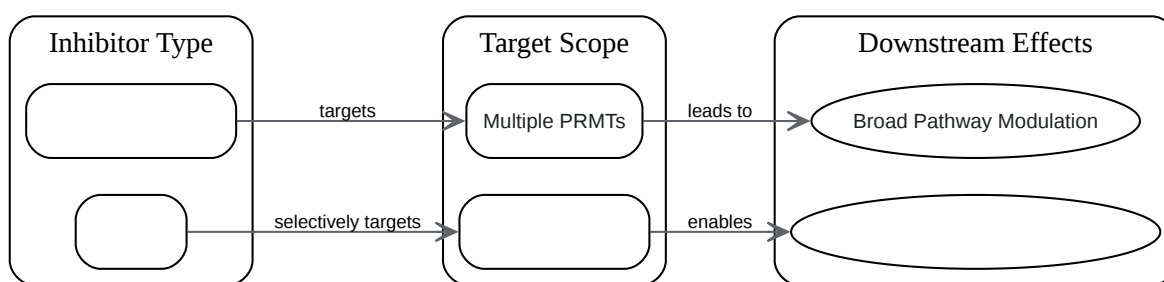 Inhibitor Type
Target Scope
Downstream Effects
targets
Multiple PRMTs
leads to
Broad Pathway Modulation
selectively targets
enables